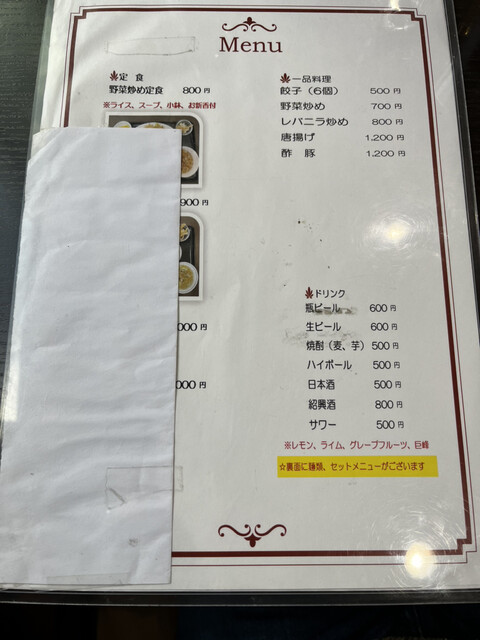 Menu
定 食
野菜炒め定食 800円
※ライス、スープ、小鉢、お新香付
900円
000円
000円
一品料理
餃子（6個） 500円
野菜炒め 700円
レバニラ炒め 800円
唐揚げ 1,200円
酢 豚 1,200円
ドリンク
瓶ビール 600円
生ビール 600円
焼酎（麦、芋） 500円
ハイボール 500円
日本酒 500円
紹興酒 800円
サワー 500円
※レモン、ライム、グレープフルーツ、巨峰
☆裏面に麺類、セットメニューがございます